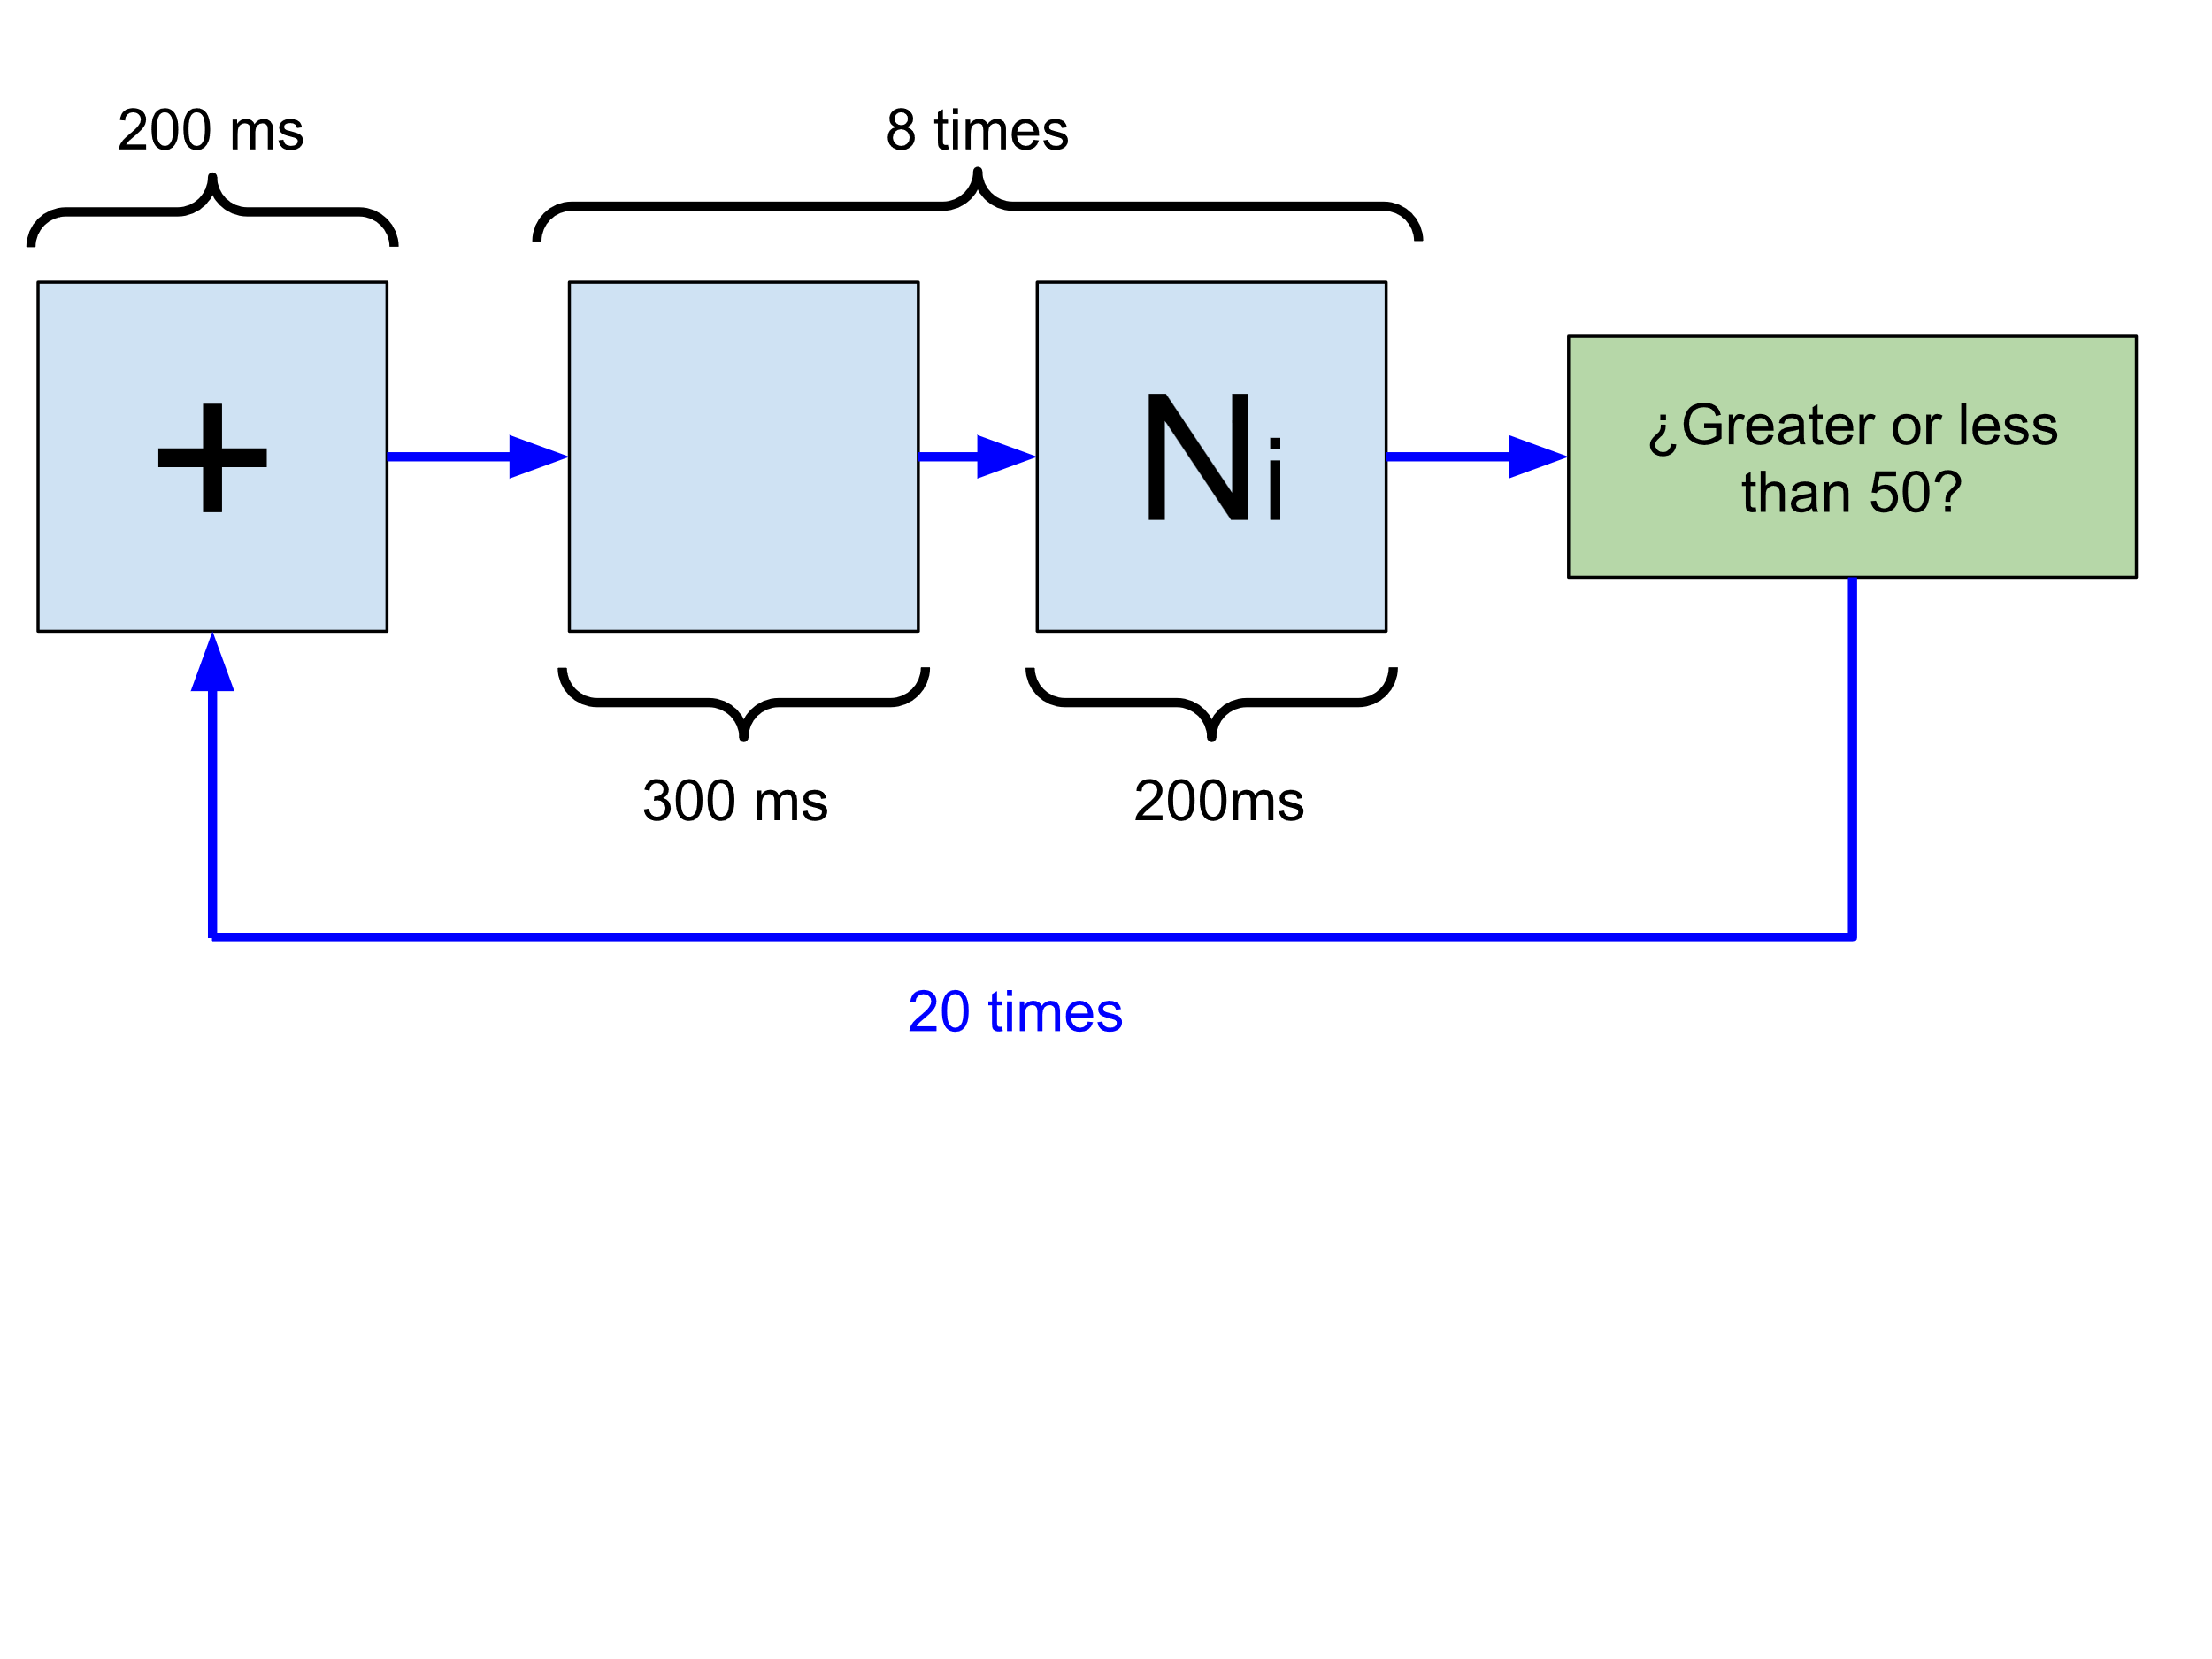 200 ms
8 times
+
Ni
¿Greater or less
than 50?
300 ms
200ms
20 times